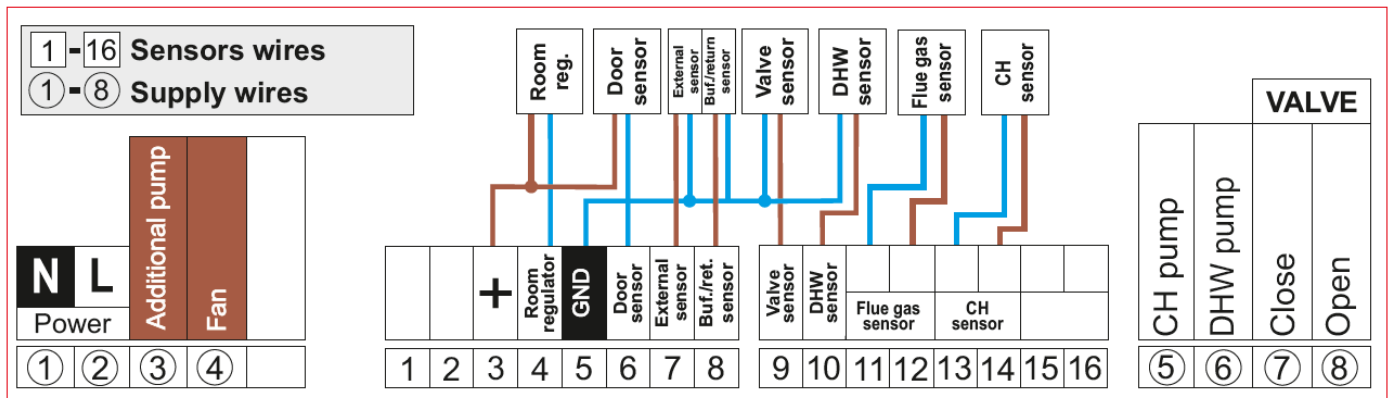 1-16 Sensors wires
1-8 Supply wires
Room
reg.
Door
sensor
External
sensor
Buf./return
sensor
Valve
sensor
DHW
sensor
Flue gas
sensor
CH
sensor
N L
Power
Additional pump
Fan
+
Room
regulator
GND
Door
sensor
External
sensor
Buf./ret.
sensor
Valve
sensor
DHW
sensor
Flue gas
sensor
CH
sensor
VALVE
CH pump
DHW pump
Close
Open
1 2 3 4
1 2 3 4 5 6 7 8
9 10 11 12 13 14 15 16
5 6 7 8